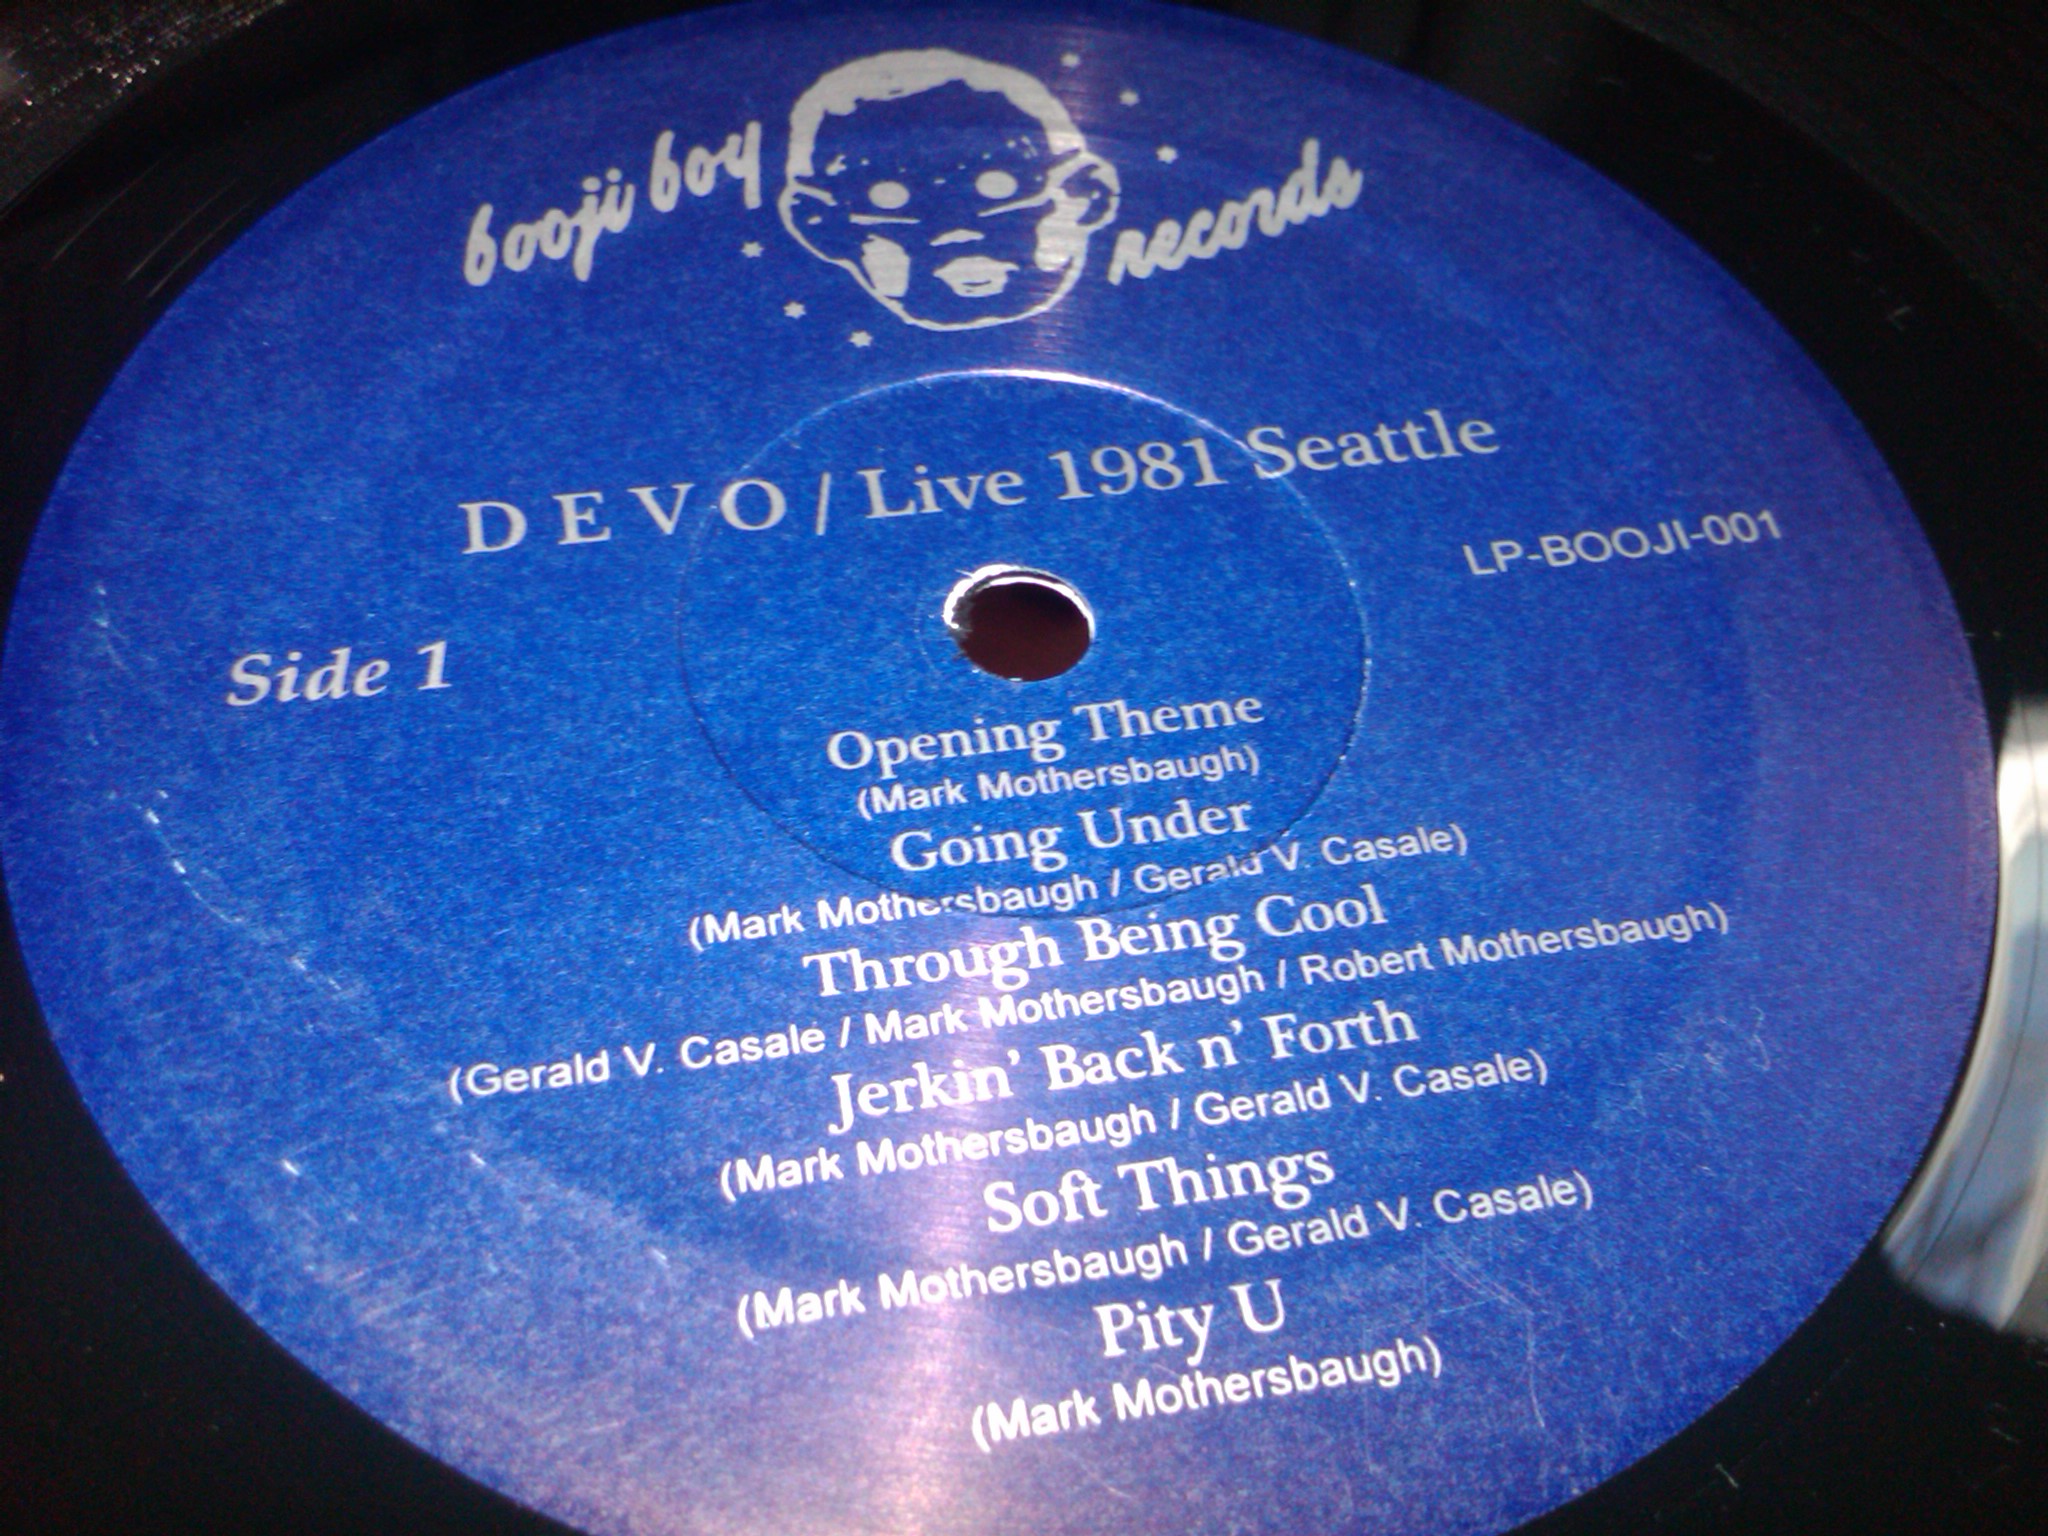 booji boy records
DEVO / Live 1981 Seattle
LP-BOOJI-001
Side 1
Opening Theme
(Mark Mothersbaugh)
Going Under
(Mark Mothersbaugh / Gerald V. Casale)
Through Being Cool
(Gerald V. Casale / Mark Mothersbaugh / Robert Mothersbaugh)
Jerkin' Back n' Forth
(Mark Mothersbaugh / Gerald V. Casale)
Soft Things
(Mark Mothersbaugh / Gerald V. Casale)
Pity U
(Mark Mothersbaugh)